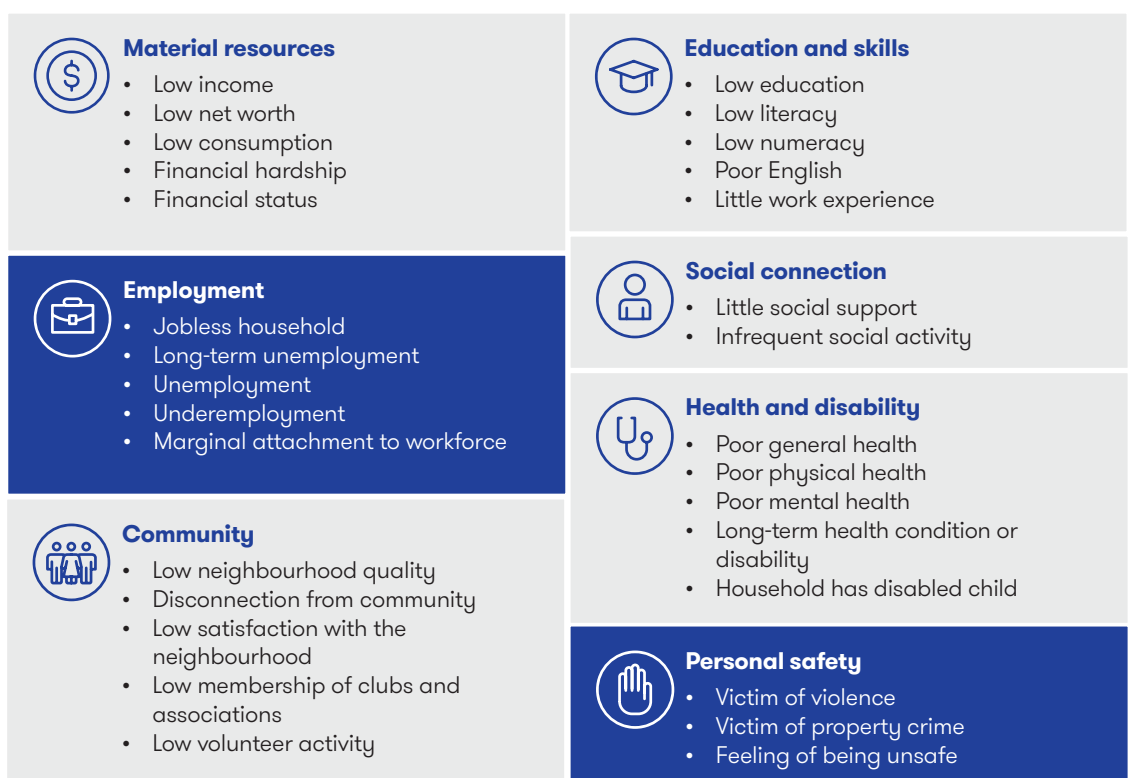 Material resources
• Low income
• Low net worth
• Low consumption
• Financial hardship
• Financial status
Employment
• Jobless household
• Long-term unemployment
• Unemployment
• Underemployment
• Marginal attachment to workforce
Community
• Low neighbourhood quality
• Disconnection from community
• Low satisfaction with the
neighbourhood
• Low membership of clubs and
associations
• Low volunteer activity
Education and skills
• Low education
• Low literacy
• Low numeracy
• Poor English
• Little work experience
Social connection
• Little social support
• Infrequent social activity
Health and disability
• Poor general health
• Poor physical health
• Poor mental health
• Long-term health condition or
disability
• Household has disabled child
Personal safety
• Victim of violence
• Victim of property crime
• Feeling of being unsafe